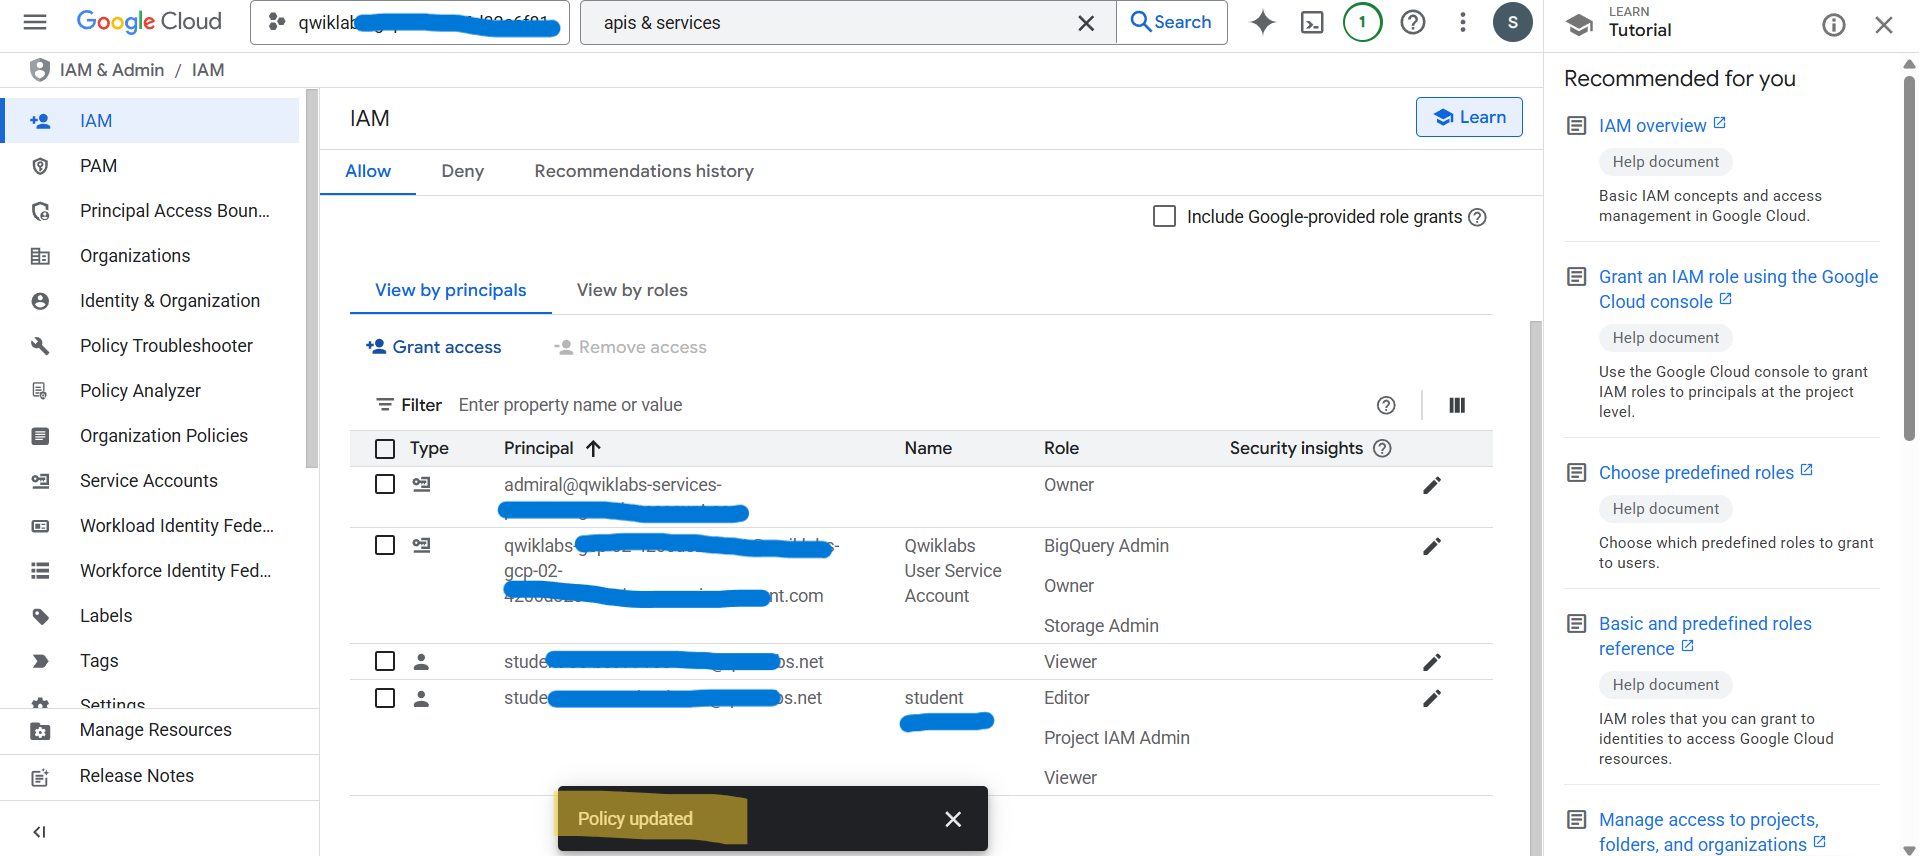 Google Cloud
qwiklab
apis & services
Search
1
S
LEARN
Tutorial
IAM & Admin / IAM
IAM
PAM
Principal Access Boun...
Organizations
Identity & Organization
Policy Troubleshooter
Policy Analyzer
Organization Policies
Service Accounts
Workload Identity Fede...
Workforce Identity Fed...
Labels
Tags
Settings
Manage Resources
Release Notes
IAM
Learn
Allow
Deny
Recommendations history
Include Google-provided role grants
View by principals
View by roles
Grant access
Remove access
Filter Enter property name or value
Type Principal Name Role Security insights
admiral@qwiklabs-services-
Owner
qwiklabs-
gcp-02-
nt.com
Qwiklabs
User Service
Account
BigQuery Admin
Owner
Storage Admin
stude bs.net
Viewer
stude bs.net
student
Editor
Project IAM Admin
Viewer
Policy updated
Recommended for you
IAM overview
Help document
Basic IAM concepts and access
management in Google Cloud.
Grant an IAM role using the Google
Cloud console
Help document
Use the Google Cloud console to grant
IAM roles to principals at the project
level.
Choose predefined roles
Help document
Choose which predefined roles to grant
to users.
Basic and predefined roles
reference
Help document
IAM roles that you can grant to
identities to access Google Cloud
resources.
Manage access to projects,
folders, and organizations